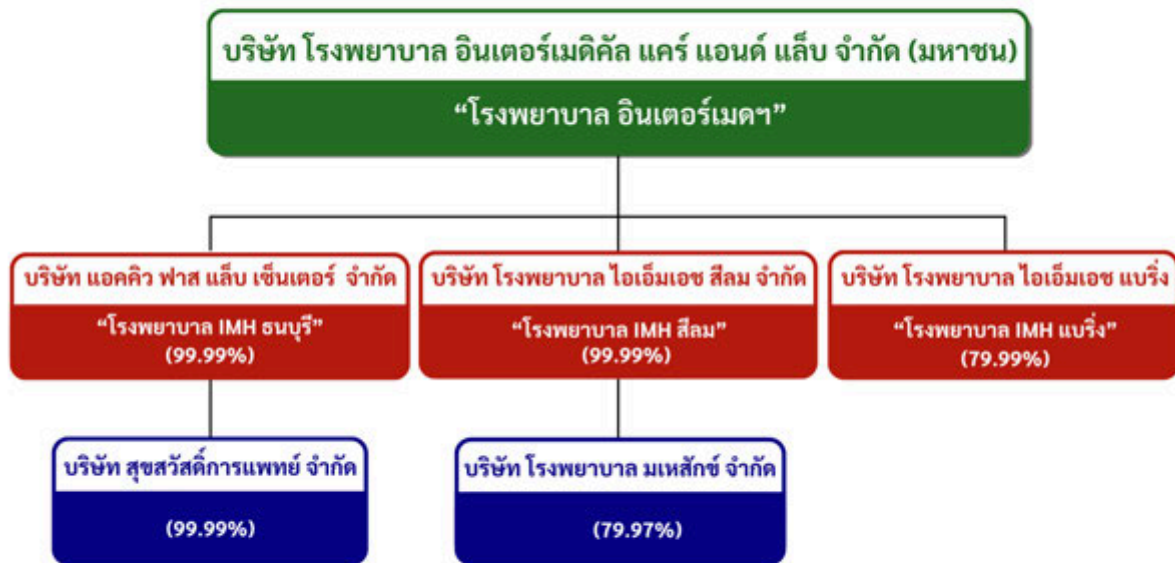 บริษัท โรงพยาบาล อินเตอร์เมดิคัล แคร์ แอนด์ แล็บ จำกัด (มหาชน)
“โรงพยาบาล อินเตอร์เมดฯ”
บริษัท แอคคิว ฟาส แล็บ เซ็นเตอร์ จำกัด
“โรงพยาบาล IMH ธนบุรี”
(99.99%)
บริษัท โรงพยาบาล ไอเอ็มเอช สีลม จำกัด
“โรงพยาบาล IMH สีลม”
(99.99%)
บริษัท โรงพยาบาล ไอเอ็มเอช แบริ่ง
“โรงพยาบาล IMH แบริ่ง”
(79.99%)
บริษัท สุขสวัสดิ์การแพทย์ จำกัด
(99.99%)
บริษัท โรงพยาบาล มเหสักข์ จำกัด
(79.97%)